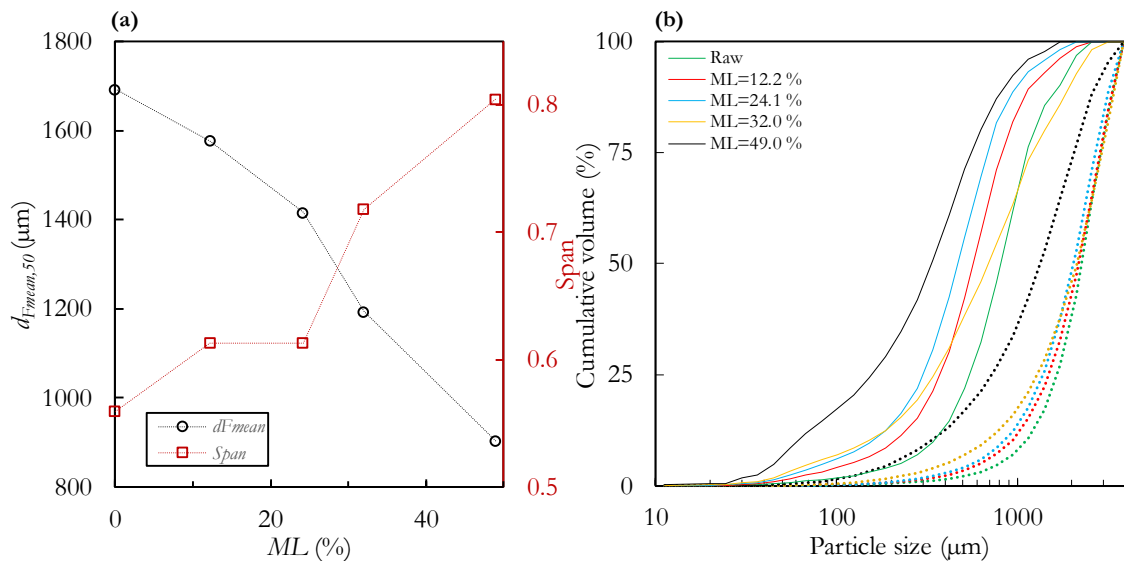 (a)
1800
1600
1400
1200
1000
800
d_{Fmean,50} (μm)
0
20
40
ML (%)
0.8
0.7
0.6
0.5
Span
dFmean
Span
(b)
100
75
50
25
0
Cumulative volume (%)
Raw
ML=12.2 %
ML=24.1 %
ML=32.0 %
ML=49.0 %
10
100
1000
Particle size (μm)